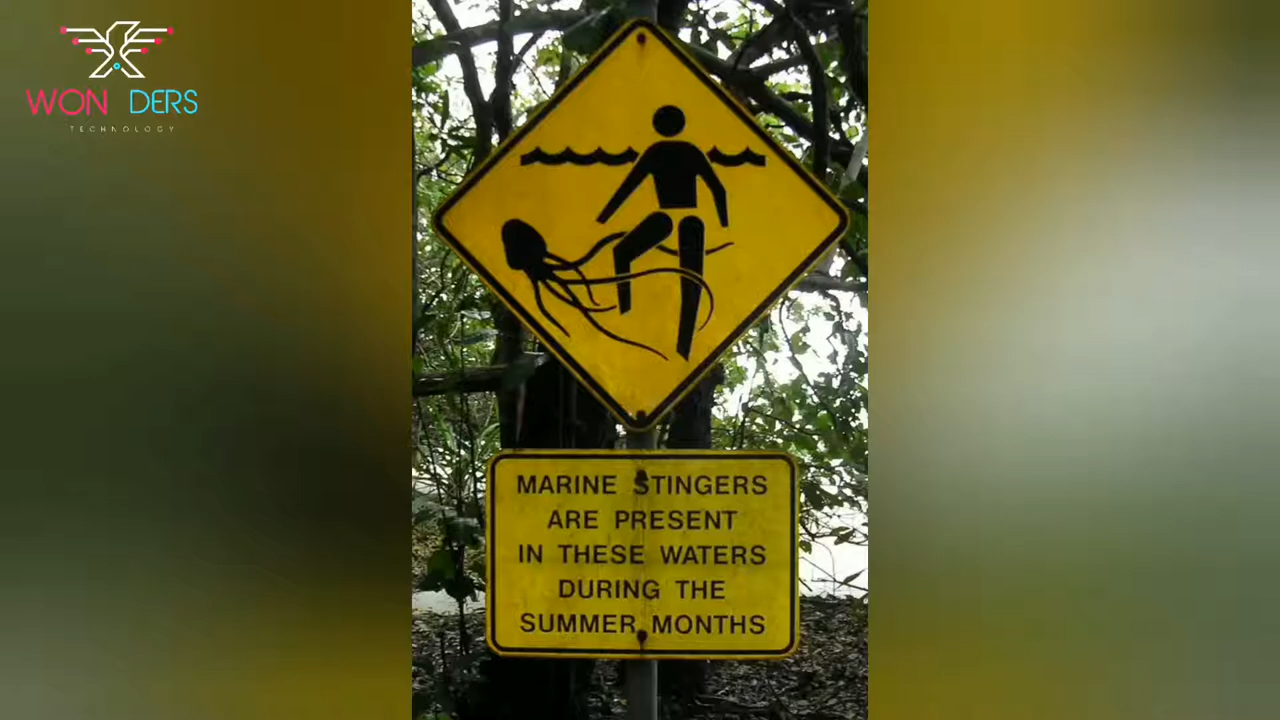 WON DERS
TECHNOLOGY
MARINE STINGERS
ARE PRESENT
IN THESE WATERS
DURING THE
SUMMER MONTHS